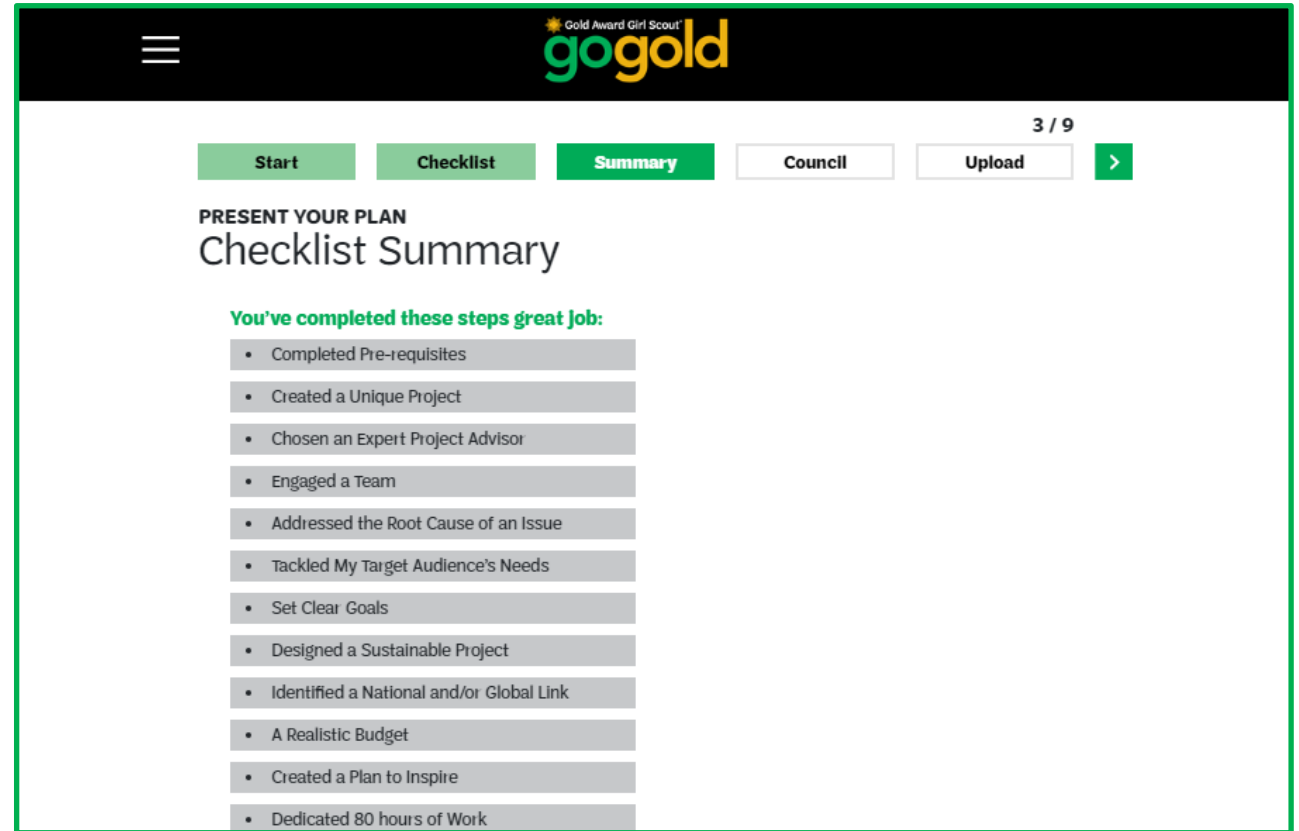 Gold Award Girl Scout®
gogold
3 / 9
Start
Checklist
Summary
Council
Upload
>
PRESENT YOUR PLAN
Checklist Summary
You've completed these steps great job:
• Completed Pre-requisites
• Created a Unique Project
• Chosen an Expert Project Advisor
• Engaged a Team
• Addressed the Root Cause of an Issue
• Tackled My Target Audience's Needs
• Set Clear Goals
• Designed a Sustainable Project
• Identified a National and/or Global Link
• A Realistic Budget
• Created a Plan to Inspire
• Dedicated 80 hours of Work